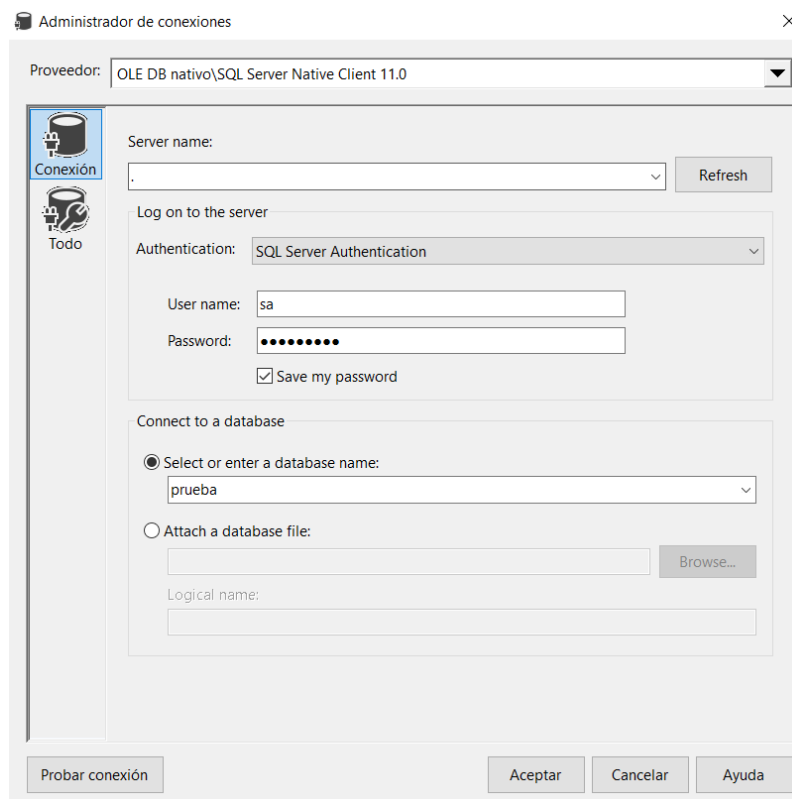 Administrador de conexiones
Proveedor: OLE DB nativo\SQL Server Native Client 11.0
Conexión
Todo
Server name:
. Refresh
Log on to the server
Authentication: SQL Server Authentication
User name: sa
Password: ●●●●●●●●●
Save my password
Connect to a database
Select or enter a database name:
prueba
Attach a database file:
Browse...
Logical name:
Probar conexión Aceptar Cancelar Ayuda